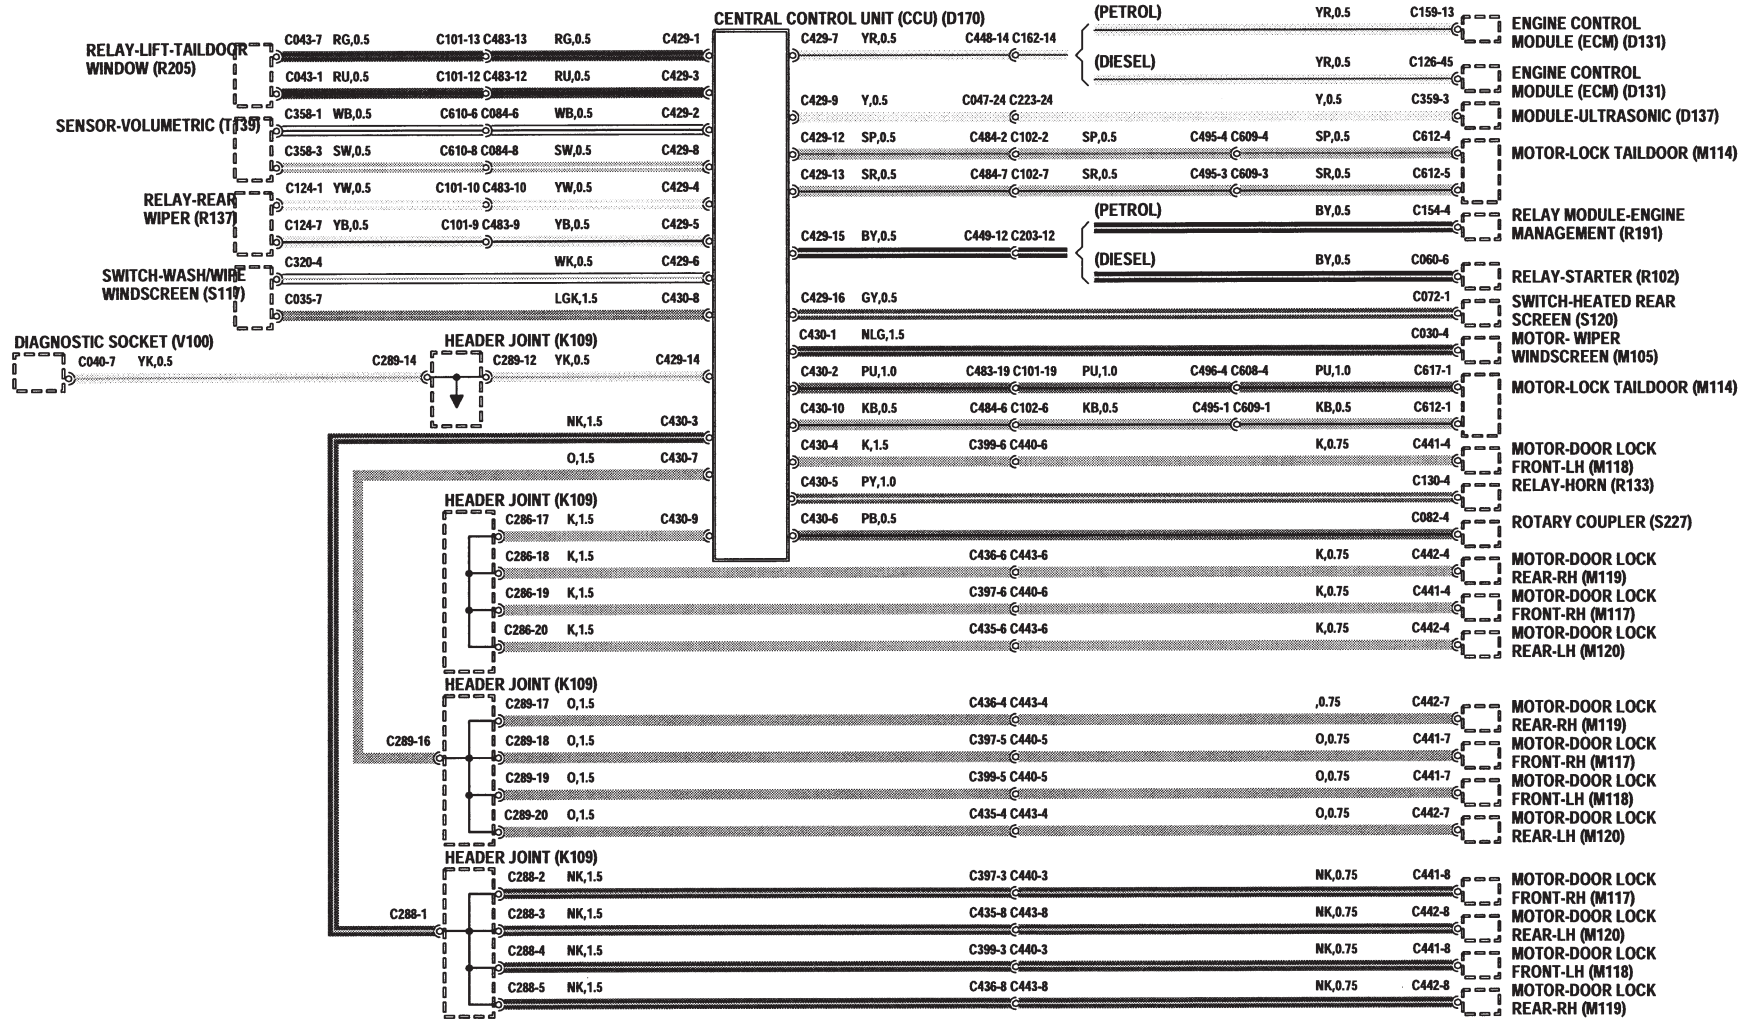 CENTRAL CONTROL UNIT (CCU) (D170)
RELAY-LIFT-TAILDOOR
WINDOW (R205)
C043-7 RG,0.5 C101-13 C483-13 RG,0.5 C429-1
C043-1 RU,0.5 C101-12 C483-12 RU,0.5 C429-3
SENSOR-VOLUMETRIC (T139)
C358-1 WB,0.5 C610-6 C084-6 WB,0.5 C429-2
C358-3 SW,0.5 C610-8 C084-8 SW,0.5 C429-8
RELAY-REAR
WIPER (R137)
C124-1 YW,0.5 C101-10 C483-10 YW,0.5 C429-4
C124-7 YB,0.5 C101-9 C483-9 YB,0.5 C429-5
SWITCH-WASH/WIPE
WINDSCREEN (S117)
C320-4 WK,0.5 C429-6
C035-7 LGK,1.5 C430-8
DIAGNOSTIC SOCKET (V100)
HEADER JOINT (K109)
C040-7 YK,0.5 C289-14 C289-12 YK,0.5 C429-14
NK,1.5 C430-3
O,1.5 C430-7
HEADER JOINT (K109)
C286-17 K,1.5 C430-9
C429-7 YR,0.5 C448-14 C162-14
(PETROL) YR,0.5 C159-13
ENGINE CONTROL
MODULE (ECM) (D131)
(DIESEL) YR,0.5 C126-45
ENGINE CONTROL
MODULE (ECM) (D131)
C429-9 Y,0.5 C047-24 C223-24 Y,0.5 C359-3
MODULE-ULTRASONIC (D137)
C429-12 SP,0.5 C484-2 C102-2 SP,0.5 C495-4 C609-4 SP,0.5 C612-4
MOTOR-LOCK TAILDOOR (M114)
C429-13 SR,0.5 C484-7 C102-7 SR,0.5 C495-3 C609-3 SR,0.5 C612-5
C429-15 BY,0.5 C449-12 C203-12
(PETROL) BY,0.5 C154-4
RELAY MODULE-ENGINE
MANAGEMENT (R191)
(DIESEL) BY,0.5 C060-6
RELAY-STARTER (R102)
C429-16 GY,0.5 C072-1
SWITCH-HEATED REAR
SCREEN (S120)
C430-1 NLG,1.5 C030-4
MOTOR- WIPER
WINDSCREEN (M105)
C430-2 PU,1.0 C483-19 C101-19 PU,1.0 C496-4 C608-4 PU,1.0 C617-1
MOTOR-LOCK TAILDOOR (M114)
C430-10 KB,0.5 C484-6 C102-6 KB,0.5 C495-1 C609-1 KB,0.5 C612-1
C430-4 K,1.5 C399-6 C440-6 K,0.75 C441-4
MOTOR-DOOR LOCK
FRONT-LH (M118)
C430-5 PY,1.0 C130-4
RELAY-HORN (R133)
C430-6 PB,0.5 C082-4
ROTARY COUPLER (S227)
C286-18 K,1.5 C436-6 C443-6 K,0.75 C442-4
MOTOR-DOOR LOCK
REAR-RH (M119)
C286-19 K,1.5 C397-6 C440-6 K,0.75 C441-4
MOTOR-DOOR LOCK
FRONT-RH (M117)
C286-20 K,1.5 C435-6 C443-6 K,0.75 C442-4
MOTOR-DOOR LOCK
REAR-LH (M120)
HEADER JOINT (K109)
C289-16
C289-17 O,1.5 C436-4 C443-4 ,0.75 C442-7
MOTOR-DOOR LOCK
REAR-RH (M119)
C289-18 O,1.5 C397-5 C440-5 O,0.75 C441-7
MOTOR-DOOR LOCK
FRONT-RH (M117)
C289-19 O,1.5 C399-5 C440-5 O,0.75 C441-7
MOTOR-DOOR LOCK
FRONT-LH (M118)
C289-20 O,1.5 C435-4 C443-4 O,0.75 C442-7
MOTOR-DOOR LOCK
REAR-LH (M120)
HEADER JOINT (K109)
C288-1
C288-2 NK,1.5 C397-3 C440-3 NK,0.75 C441-8
MOTOR-DOOR LOCK
FRONT-RH (M117)
C288-3 NK,1.5 C435-8 C443-8 NK,0.75 C442-8
MOTOR-DOOR LOCK
REAR-LH (M120)
C288-4 NK,1.5 C399-3 C440-3 NK,0.75 C441-8
MOTOR-DOOR LOCK
FRONT-LH (M118)
C288-5 NK,1.5 C436-8 C443-8 NK,0.75 C442-8
MOTOR-DOOR LOCK
REAR-RH (M119)